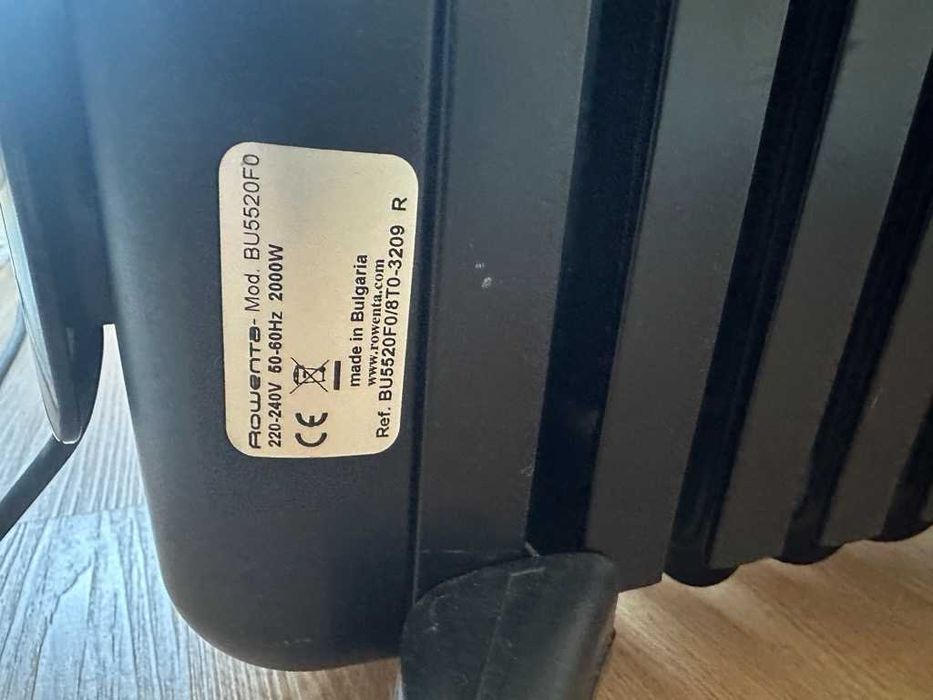 Rowenta - Mod. BU5520F0
220-240V 50-60Hz 2000W
CE
made in Bulgaria
www.rowenta.com
Ref. BU5520F0/8T0-3209 R